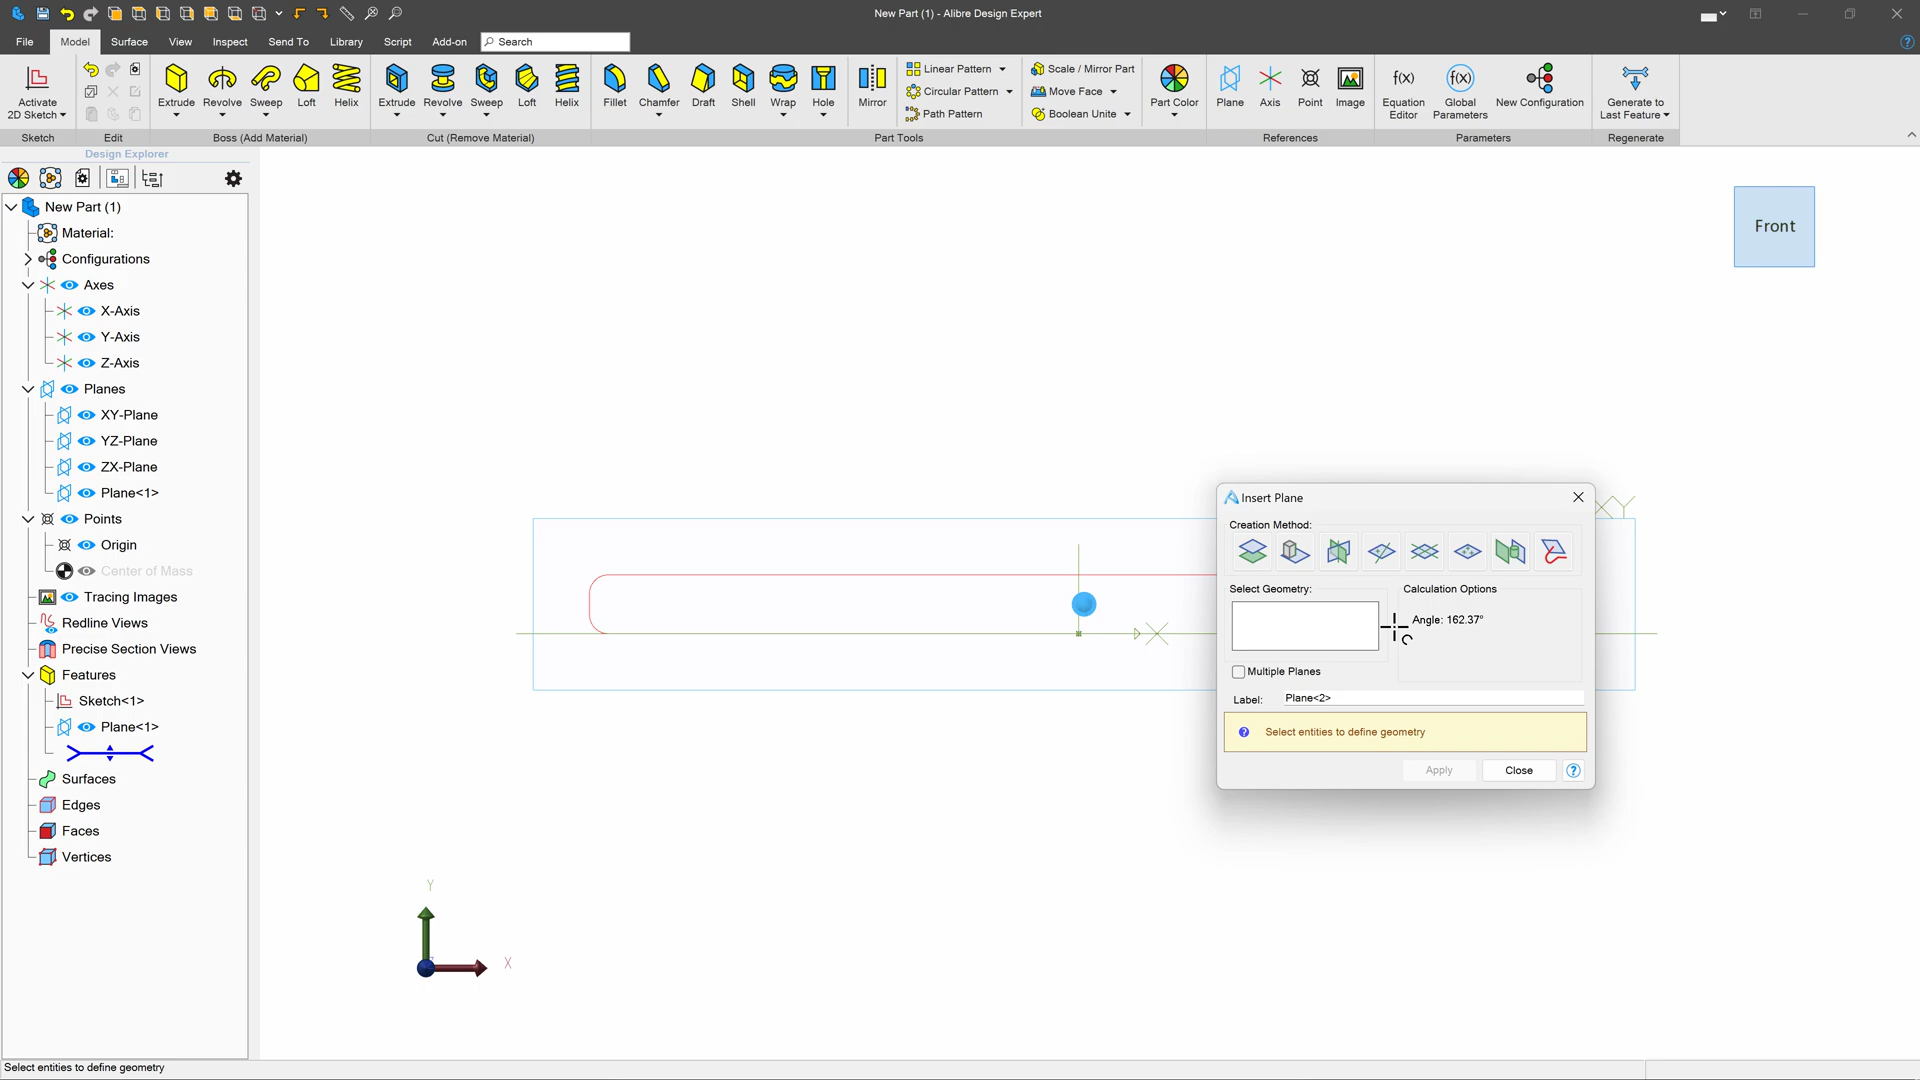 New Part (1) - Alibre Design Expert
File Model Surface View Inspect Send To Library Script Add-on Search
Activate 2D Sketch
Extrude Revolve Sweep Loft Helix
Extrude Revolve Sweep Loft Helix
Fillet Chamfer Draft Shell Wrap Hole Mirror
Linear Pattern
Circular Pattern
Path Pattern
Scale / Mirror Part
Move Face
Boolean Unite
Part Color
Plane Axis Point Image
Equation Editor
f(x)
Global Parameters
f(x)
New Configuration
Generate to Last Feature
Sketch Edit Boss (Add Material) Cut (Remove Material) Part Tools References Parameters Regenerate
Design Explorer
New Part (1)
Material:
Configurations
Axes
X-Axis
Y-Axis
Z-Axis
Planes
XY-Plane
YZ-Plane
ZX-Plane
Plane<1>
Points
Origin
Center of Mass
Tracing Images
Redline Views
Precise Section Views
Features
Sketch<1>
Plane<1>
Surfaces
Edges
Faces
Vertices
Front
XY
X
Insert Plane
Creation Method:
Select Geometry:
Calculation Options
Angle: 162.37°
Multiple Planes
Label: Plane<2>
Select entities to define geometry
Apply Close
Y
X
Select entities to define geometry